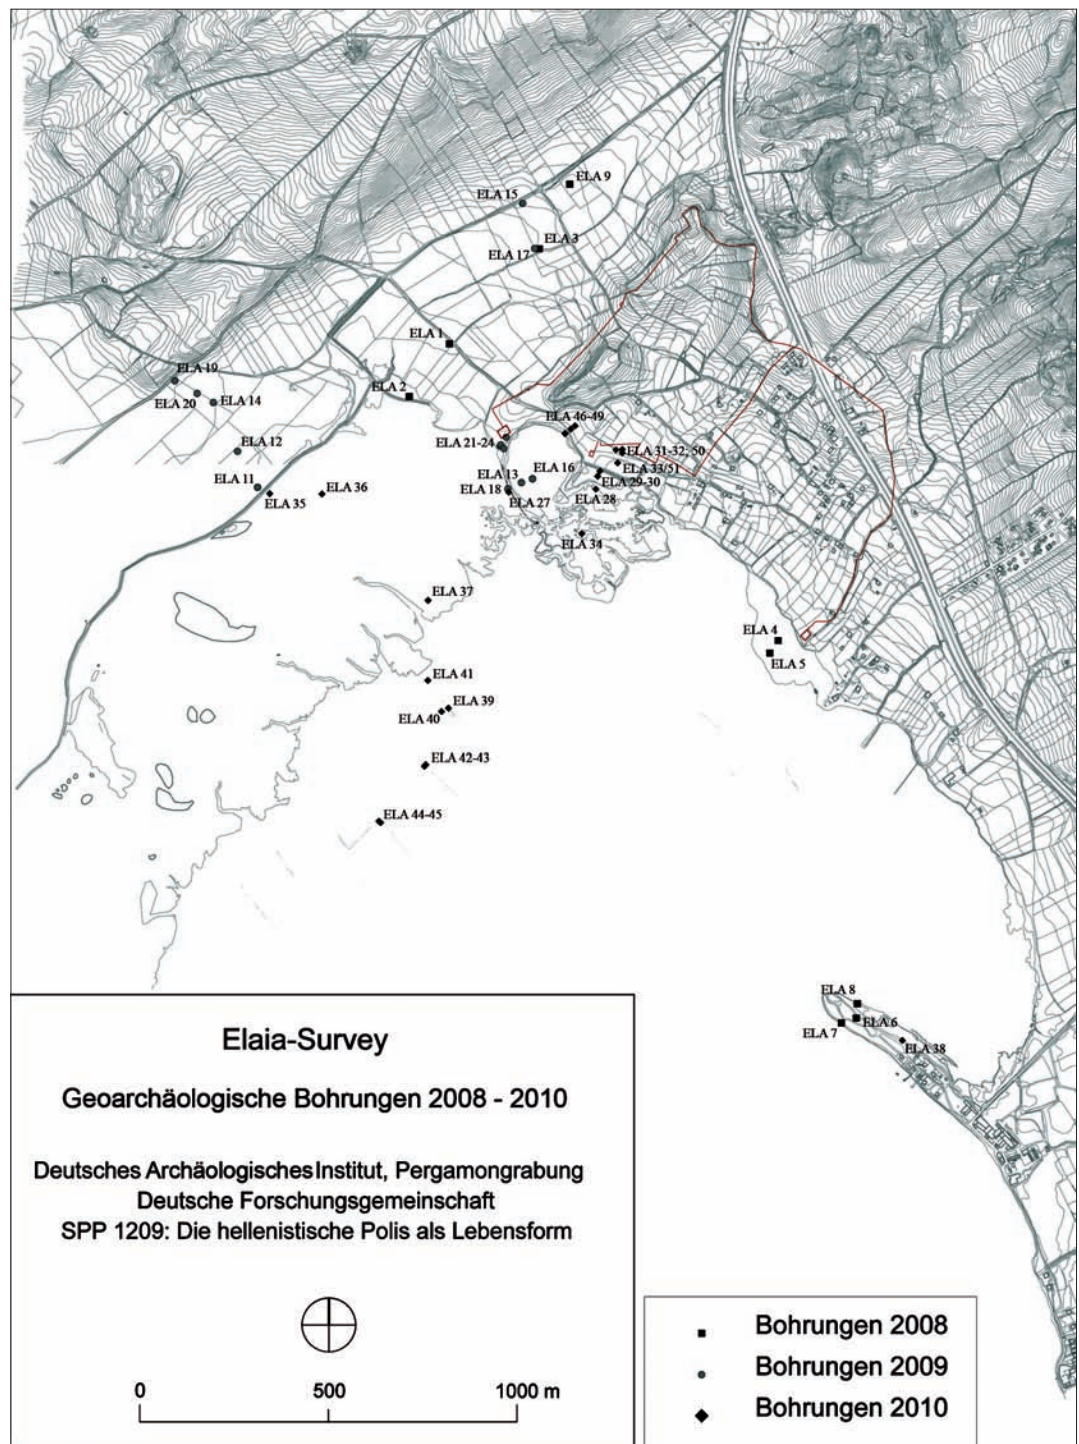 ELA 9
ELA 15
ELA 3
ELA 17
ELA 1
ELA 19
ELA 2
ELA 20
ELA 14
ELA 46-49
ELA 12
ELA 21-24
ELA 31-32; 50
ELA 13
ELA 16
ELA 33/51
ELA 11
ELA 36
ELA 18
ELA 29-30
ELA 35
ELA 27
ELA 28
ELA 34
ELA 37
ELA 4
ELA 5
ELA 41
ELA 39
ELA 40
ELA 42-43
ELA 44-45
ELA 8
ELA 6
ELA 7
ELA 38
Elaia-Survey
Geoarchäologische Bohrungen 2008 - 2010
Deutsches Archäologisches Institut, Pergamongrabung
Deutsche Forschungsgemeinschaft
SPP 1209: Die hellenistische Polis als Lebensform
0 500 1000 m
Bohrungen 2008
Bohrungen 2009
Bohrungen 2010